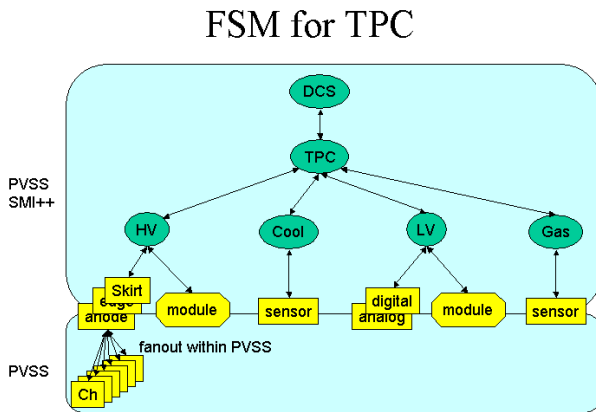 FSM for TPC
DCS
TPC
PVSS
SMI++
HV
Cool
LV
Gas
Skirt
edge
anode
module
sensor
digital
analog
module
sensor
fanout within PVSS
PVSS
Ch